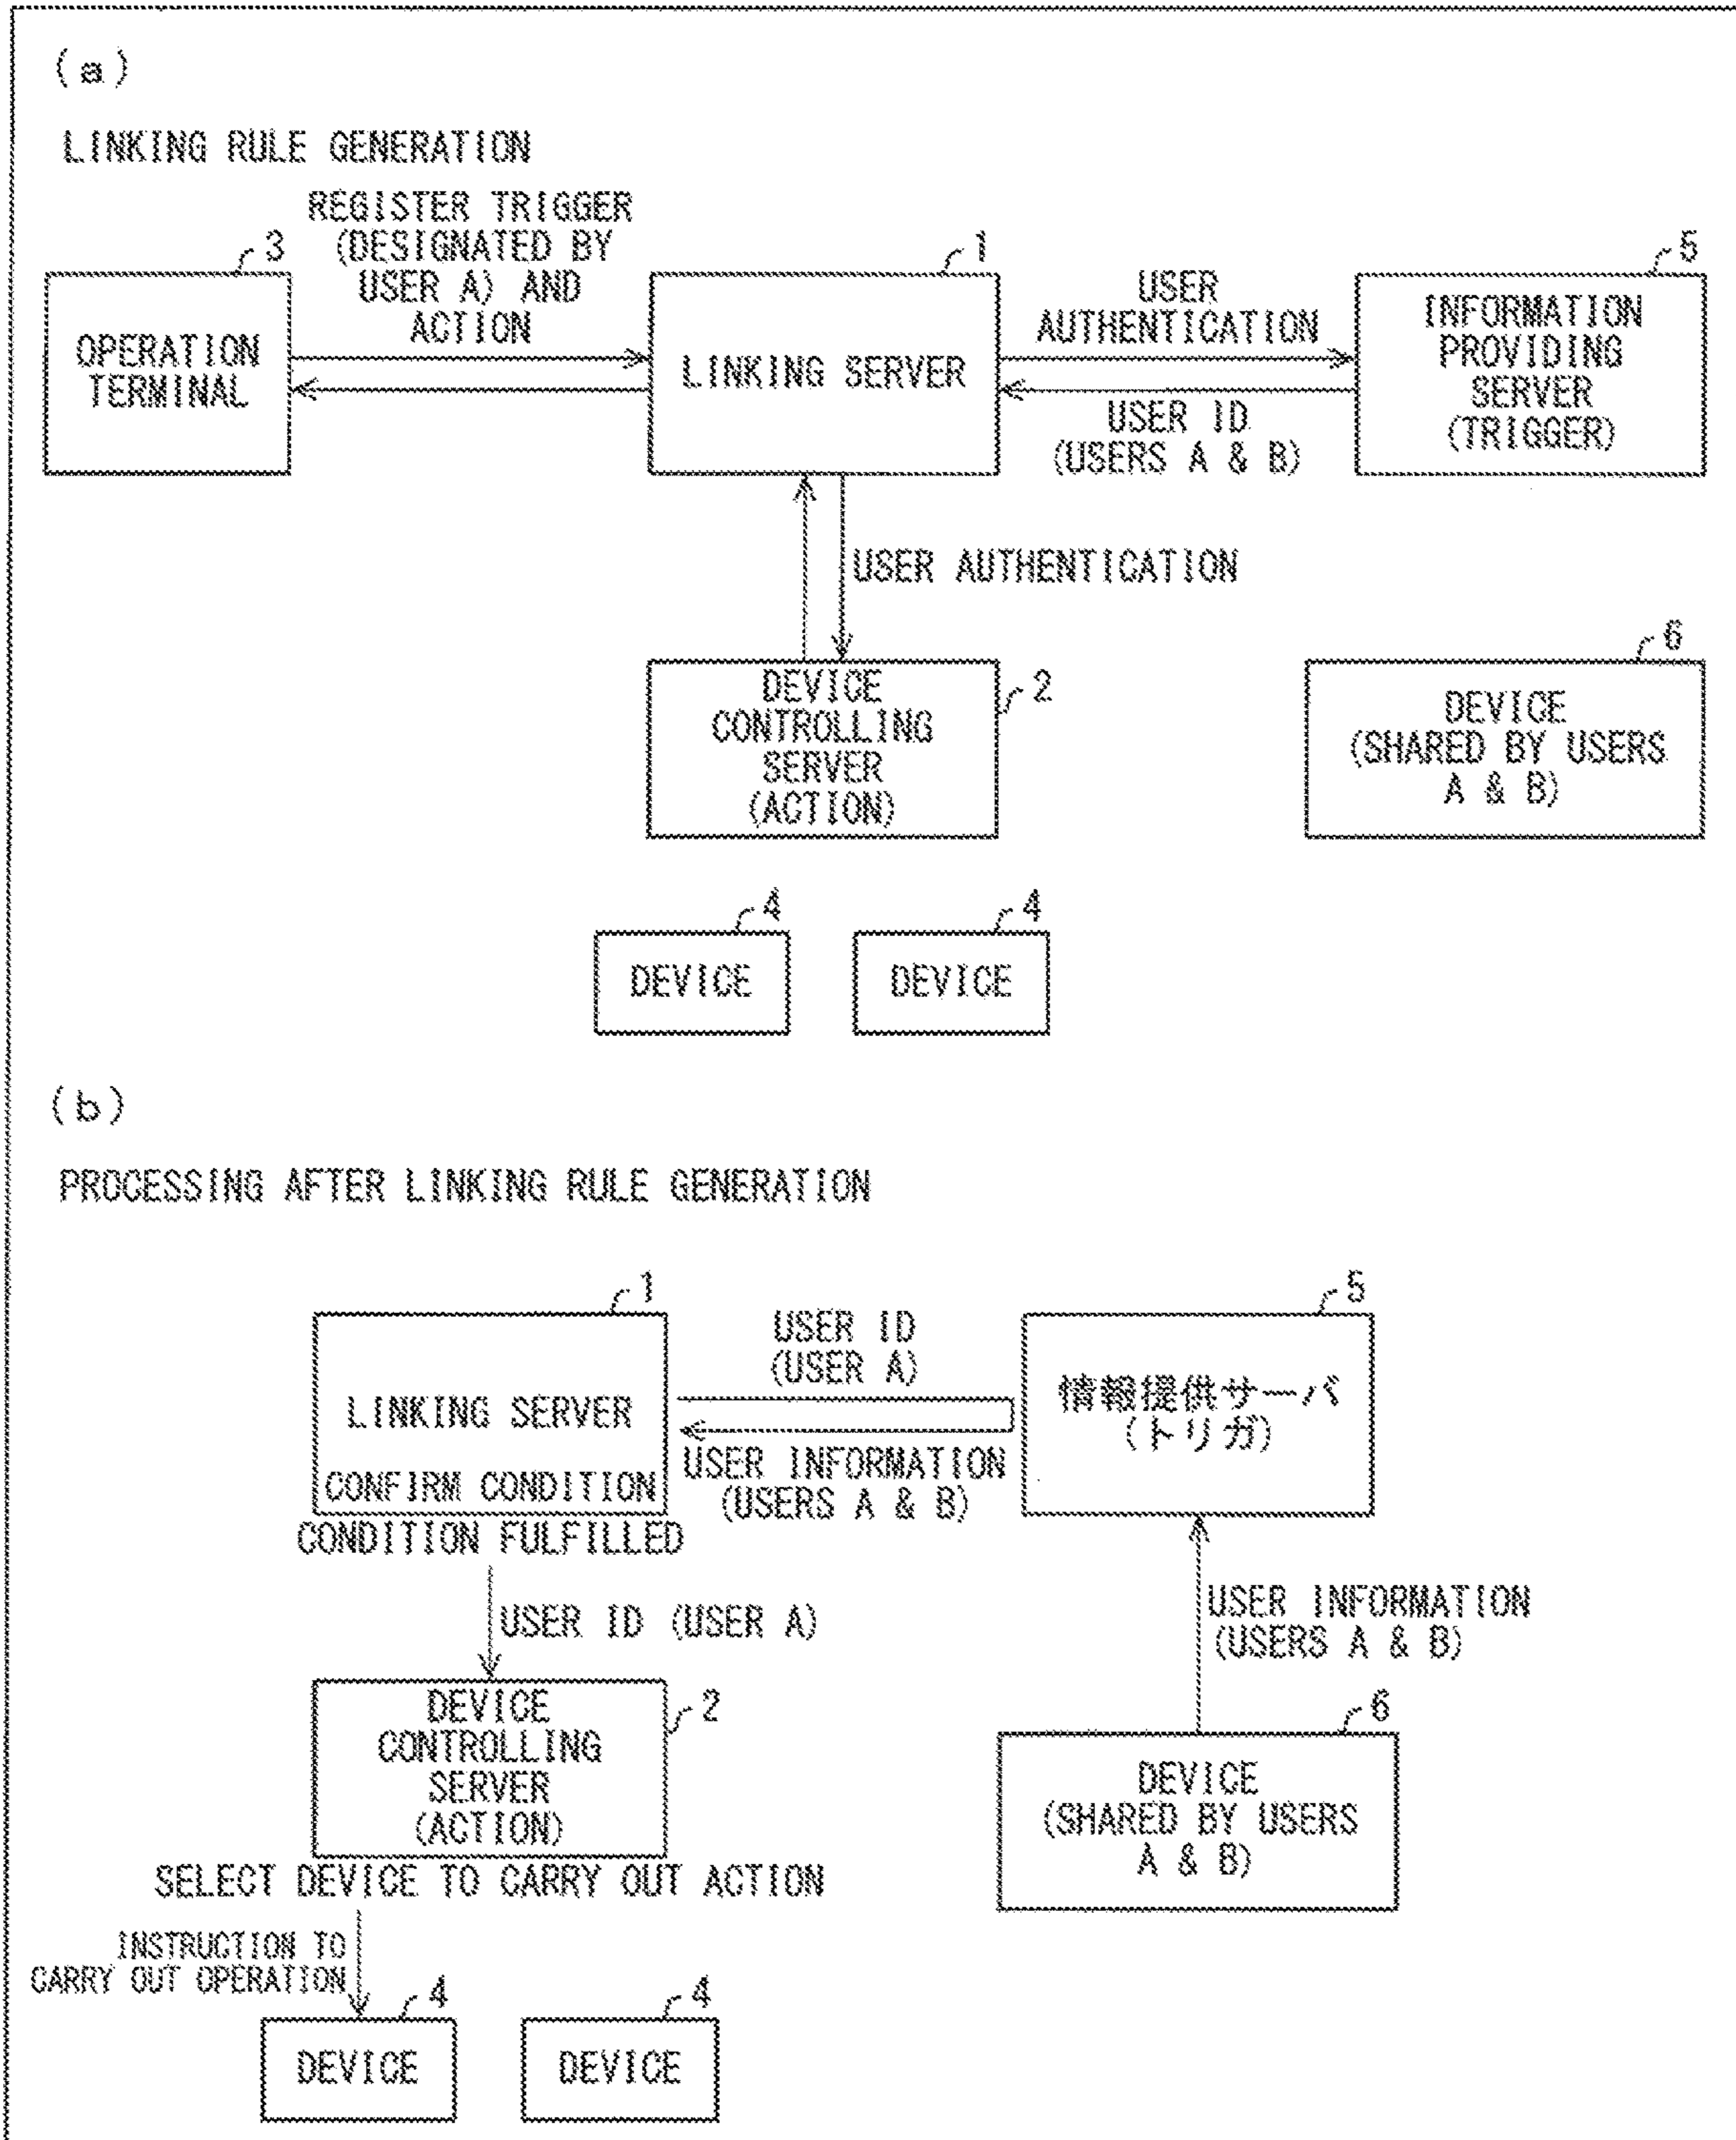 (a)
LINKING RULE GENERATION
REGISTER TRIGGER
(DESIGNATED BY
USER A) AND
ACTION
3
OPERATION
TERMINAL
1
LINKING SERVER
USER
AUTHENTICATION
USER ID
(USERS A & B)
5
INFORMATION
PROVIDING
SERVER
(TRIGGER)
USER AUTHENTICATION
DEVICE
CONTROLLING
SERVER
(ACTION)
2
6
DEVICE
(SHARED BY USERS
A & B)
4
DEVICE
4
DEVICE
(b)
PROCESSING AFTER LINKING RULE GENERATION
1
LINKING SERVER
CONFIRM CONDITION
CONDITION FULFILLED
USER ID
(USER A)
USER INFORMATION
(USERS A & B)
5
情報提供サーバ
(トリガ)
USER ID (USER A)
USER INFORMATION
(USERS A & B)
DEVICE
CONTROLLING
SERVER
(ACTION)
2
SELECT DEVICE TO CARRY OUT ACTION
6
DEVICE
(SHARED BY USERS
A & B)
INSTRUCTION TO
CARRY OUT OPERATION
4
DEVICE
4
DEVICE